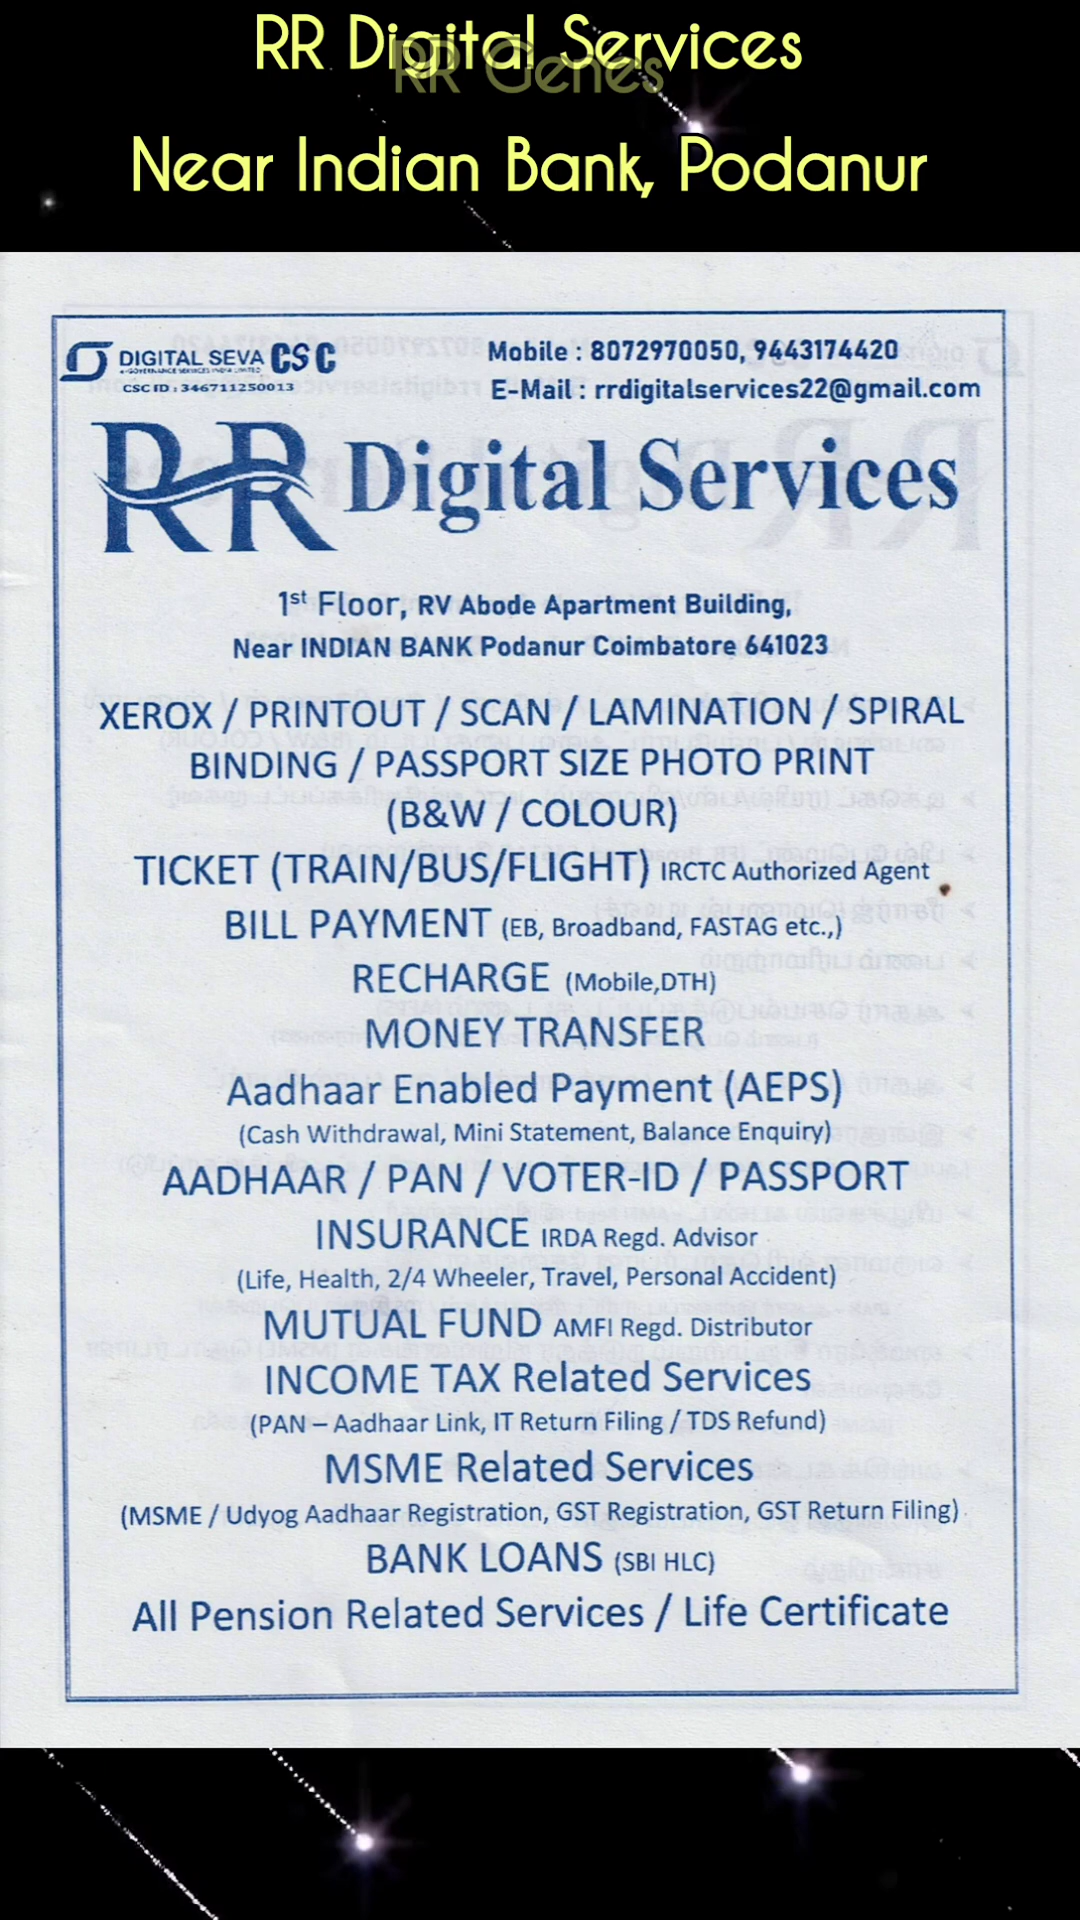 RR Digital Services
RR Genes
Near Indian Bank, Podanur
DIGITAL SEVA CSC
CSC ID : 346711250013
Mobile : 8072970050, 9443174420
E-Mail : rrdigitalservices22@gmail.com
RR Digital Services
1st Floor, RV Abode Apartment Building,
Near INDIAN BANK Podanur Coimbatore 641023
XEROX / PRINTOUT / SCAN / LAMINATION / SPIRAL
BINDING / PASSPORT SIZE PHOTO PRINT
(B&W / COLOUR)
TICKET (TRAIN/BUS/FLIGHT) IRCTC Authorized Agent
BILL PAYMENT (EB, Broadband, FASTAG etc.,)
RECHARGE (Mobile,DTH)
MONEY TRANSFER
Aadhaar Enabled Payment (AEPS)
(Cash Withdrawal, Mini Statement, Balance Enquiry)
AADHAAR / PAN / VOTER-ID / PASSPORT
INSURANCE IRDA Regd. Advisor
(Life, Health, 2/4 Wheeler, Travel, Personal Accident)
MUTUAL FUND AMFI Regd. Distributor
INCOME TAX Related Services
(PAN - Aadhaar Link, IT Return Filing / TDS Refund)
MSME Related Services
(MSME / Udyog Aadhaar Registration, GST Registration, GST Return Filing)
BANK LOANS (SBI HLC)
All Pension Related Services / Life Certificate